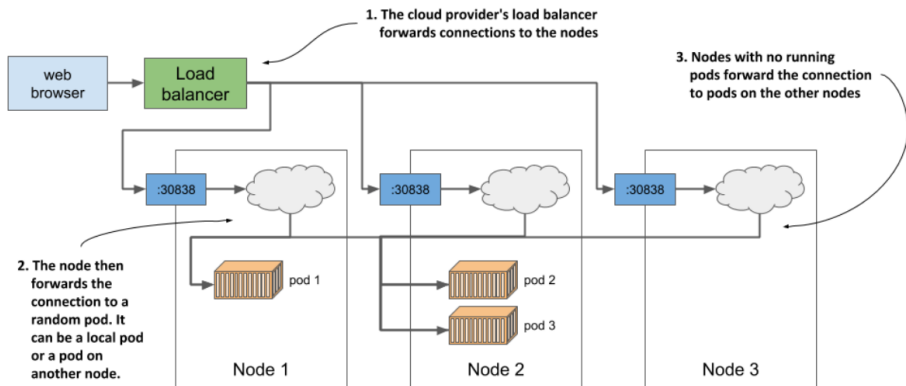 1. The cloud provider's load balancer
forwards connections to the nodes
3. Nodes with no running
pods forward the connection
to pods on the other nodes
web
browser
Load
balancer
:30838
:30838
:30838
2. The node then
forwards the
connection to a
random pod. It
can be a local pod
or a pod on
another node.
pod 1
pod 2
pod 3
Node 1
Node 2
Node 3